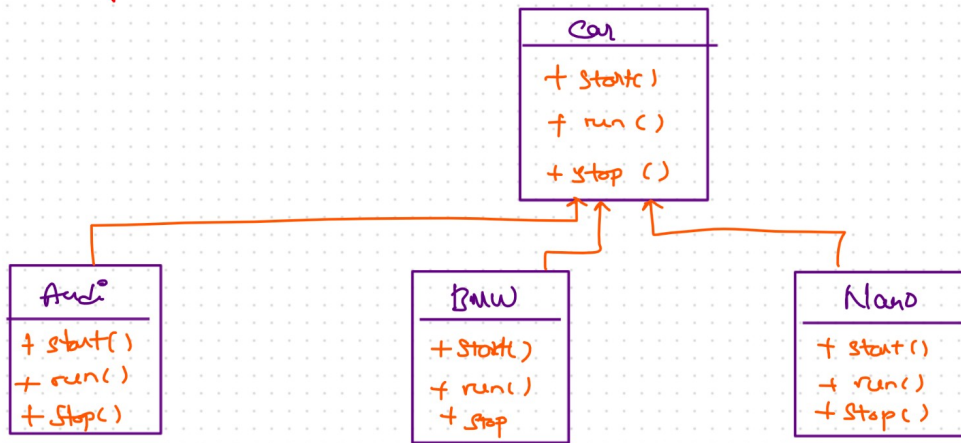 Car
+ start()
+ run()
+ stop ()
Audi
+ start()
+ run()
+ Stop()
BMW
+ Start()
+ run()
+ Stop
Nano
+ start()
+ run()
+ Stop()